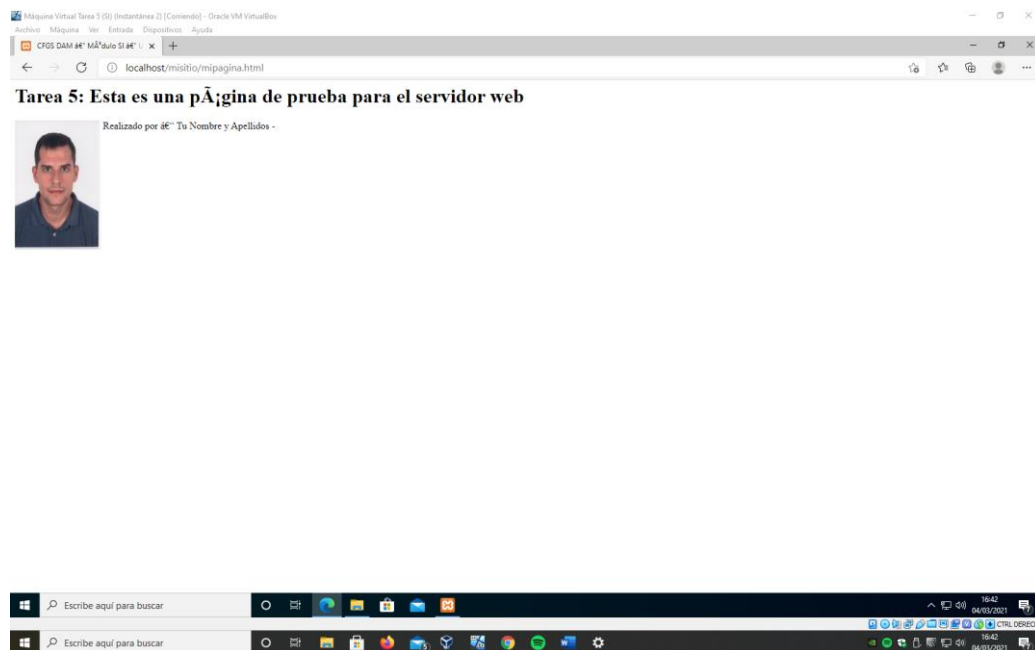 Máquina Virtual Tarea 5 (SI) (Instantánea 2) [Corriendo] - Oracle VM VirtualBox
Archivo Máquina Ver Entrada Dispositivos Ayuda
CFGS DAM â€“ MÃ³dulo SI â€“ U
localhost/misitio/mipagina.html
Tarea 5: Esta es una pÃ¡gina de prueba para el servidor web
Realizado por â€“ Tu Nombre y Apellidos -
Escribe aquí para buscar
16:42
04/03/2021
CTRL DEREC
Escribe aquí para buscar
16:42
04/03/2021